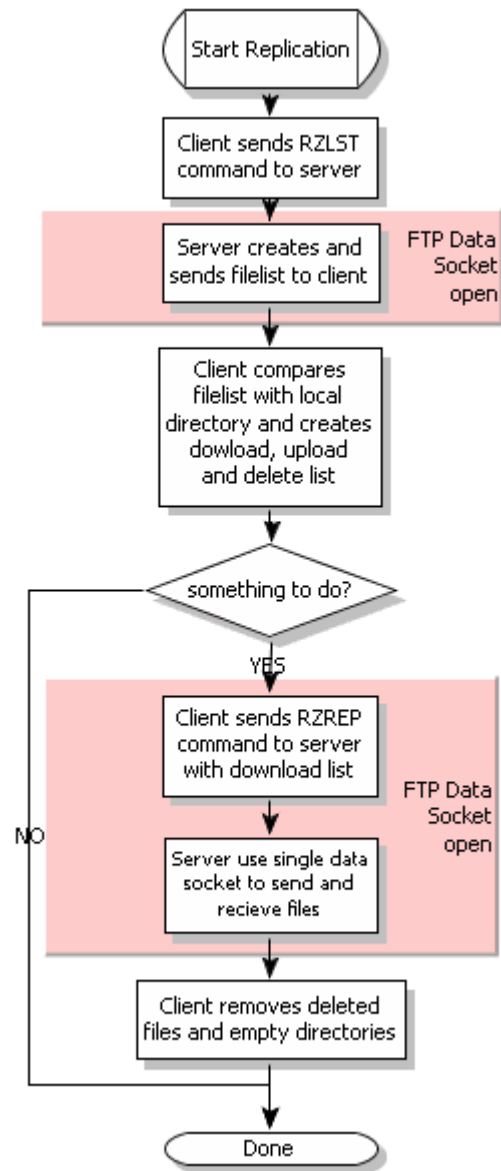 Start Replication
Client sends RZLST
command to server
Server creates and
sends filelist to client
FTP Data
Socket
open
Client compares
filelist with local
directory and creates
dowload, upload
and delete list
something to do?
YES
Client sends RZREP
command to server
with download list
FTP Data
Socket
open
NO
Server use single data
socket to send and
recieve files
Client removes deleted
files and empty directories
Done